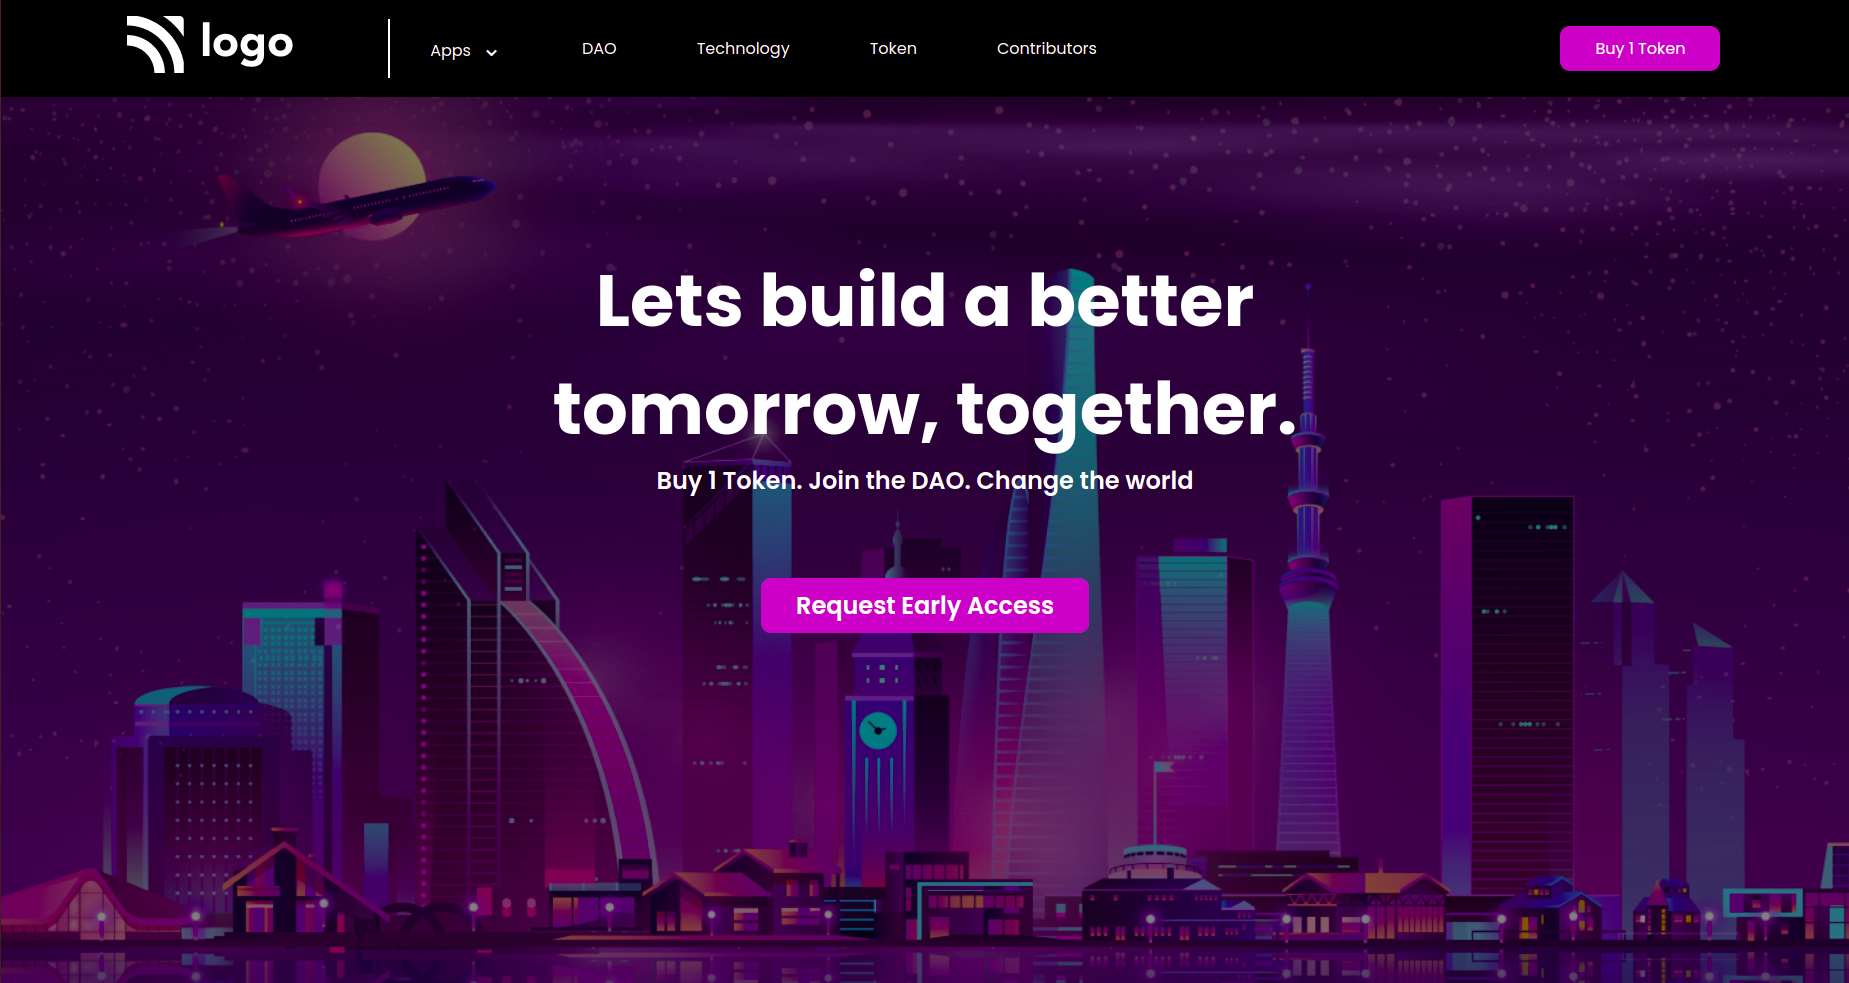 logo
Apps
DAO
Technology
Token
Contributors
Buy 1 Token
Lets build a better
tomorrow, together.
Buy 1 Token. Join the DAO. Change the world
Request Early Access